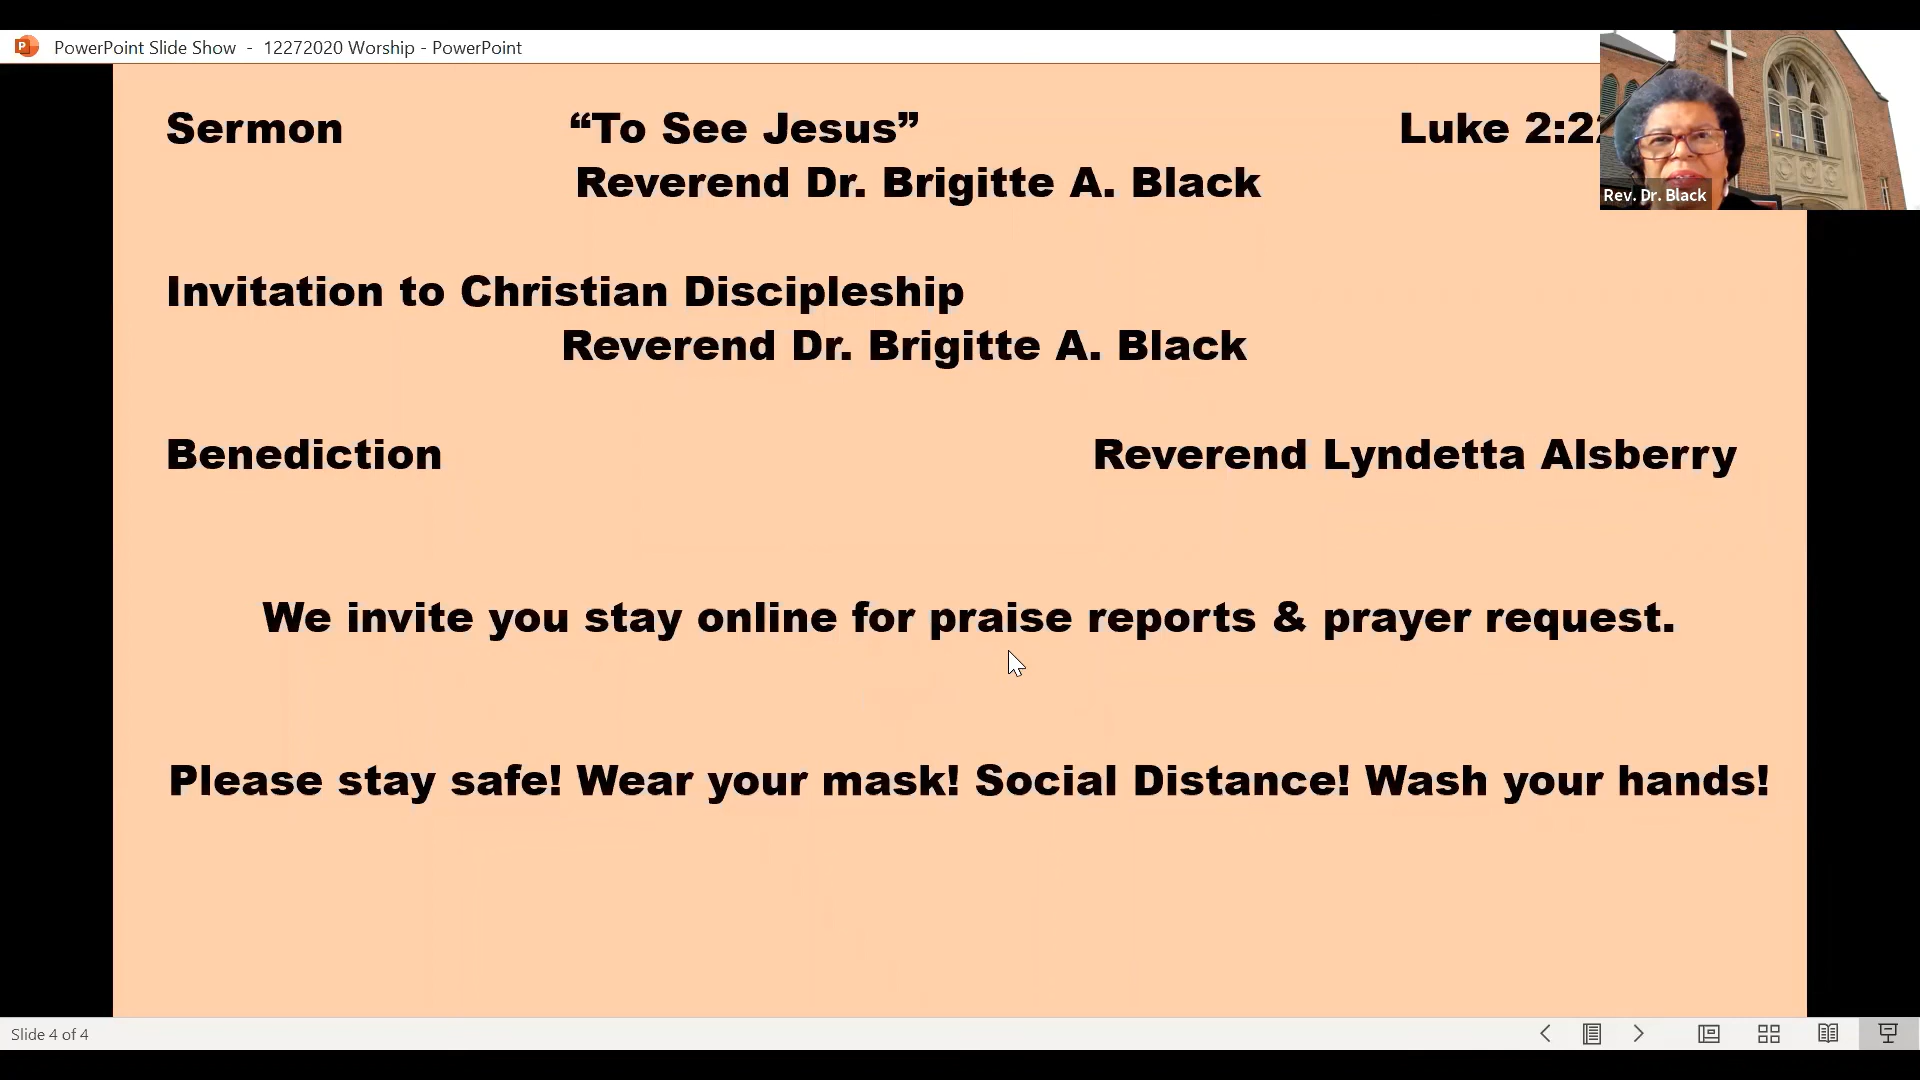 PowerPoint Slide Show - 12272020 Worship - PowerPoint
Sermon “To See Jesus” Luke
Reverend Dr. Brigitte A. Black
Rev. Dr. Black
Invitation to Christian Discipleship
Reverend Dr. Brigitte A. Black
Benediction Reverend Lyndetta Alsberry
We invite you stay online for praise reports & prayer request.
Please stay safe! Wear your mask! Social Distance! Wash your hands!
Slide 4 of 4